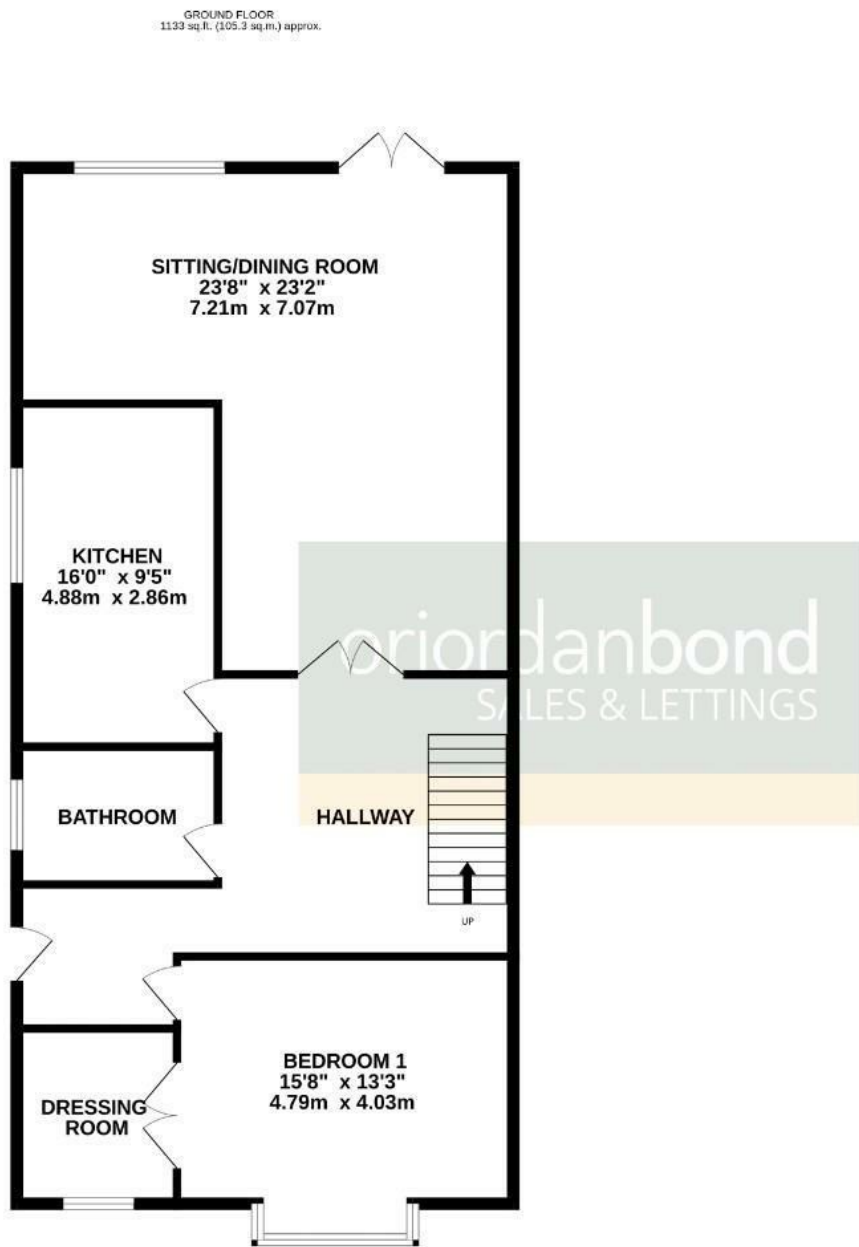 GROUND FLOOR
1133 sq.ft. (105.3 sq.m.) approx.
SITTING/DINING ROOM
23'8" x 23'2"
7.21m x 7.07m
KITCHEN
16'0" x 9'5"
4.88m x 2.86m
oriordanbond
SALES & LETTINGS
BATHROOM
HALLWAY
UP
BEDROOM 1
15'8" x 13'3"
4.79m x 4.03m
DRESSING
ROOM